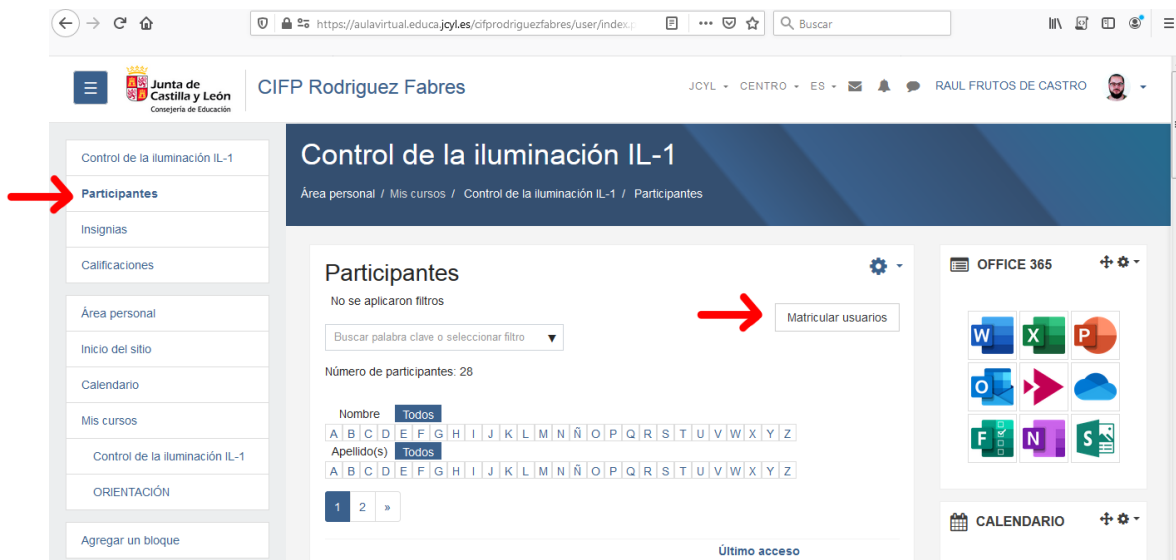 https://aulavirtual.educa.jcyl.es/cifprodriguezfabres/user/index.p
Buscar
Junta de
Castilla y León
Consejería de Educación
CIFP Rodriguez Fabres
JCYL
CENTRO
ES
RAUL FRUTOS DE CASTRO
Control de la iluminación IL-1
Participantes
Insignias
Calificaciones
Área personal
Inicio del sitio
Calendario
Mis cursos
Control de la iluminación IL-1
ORIENTACIÓN
Agregar un bloque
Control de la iluminación IL-1
Área personal / Mis cursos / Control de la iluminación IL-1 / Participantes
Participantes
No se aplicaron filtros
Matricular usuarios
Buscar palabra clave o seleccionar filtro ▼
Número de participantes: 28
Nombre Todos
A B C D E F G H I J K L M N Ñ O P Q R S T U V W X Y Z
Apellido(s) Todos
A B C D E F G H I J K L M N Ñ O P Q R S T U V W X Y Z
1 2 »
Último acceso
OFFICE 365
W X P
O
F N S
CALENDARIO